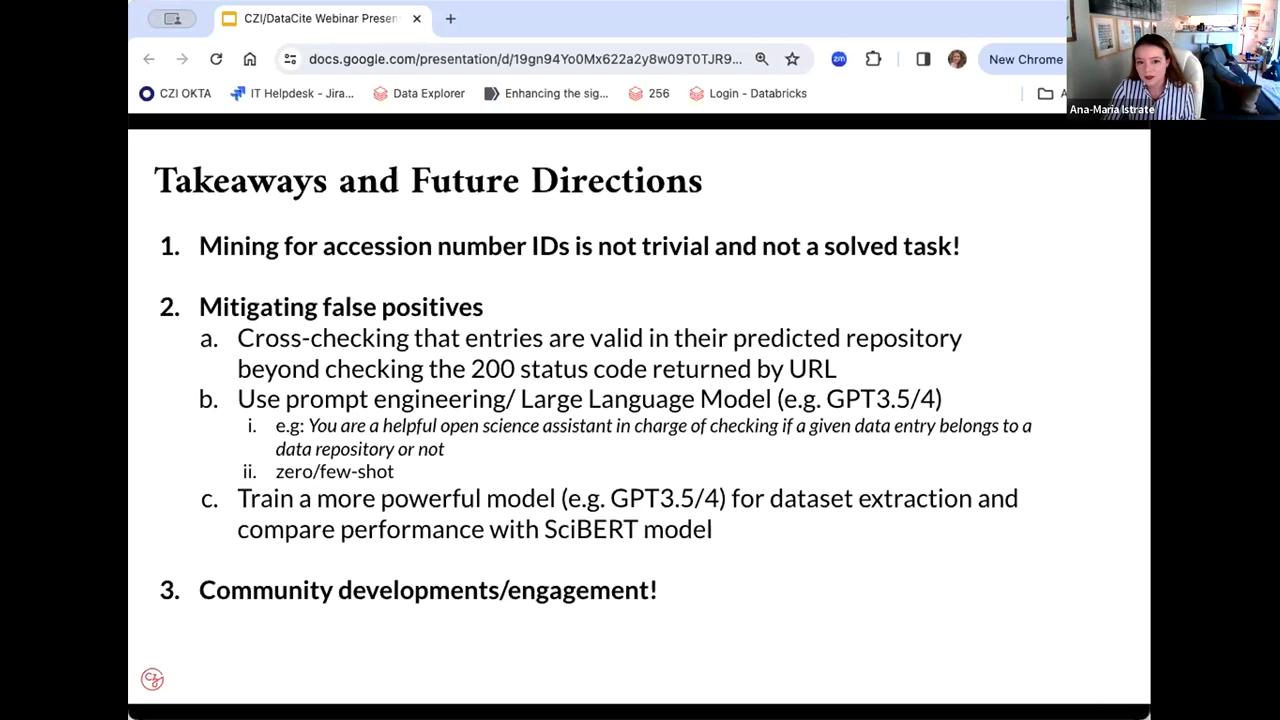 CZI/DataCite Webinar Presen
docs.google.com/presentation/d/19gn94Yo0Mx622a2y8w09T0TJR9...
zm
New Chrome
CZI OKTA
IT Helpdesk - Jira...
Data Explorer
Enhancing the sig...
256
Login - Databricks
Ana-Maria Istrate
Takeaways and Future Directions
1. Mining for accession number IDs is not trivial and not a solved task!
2. Mitigating false positives
a. Cross-checking that entries are valid in their predicted repository
beyond checking the 200 status code returned by URL
b. Use prompt engineering/ Large Language Model (e.g. GPT3.5/4)
i. e.g: You are a helpful open science assistant in charge of checking if a given data entry belongs to a
data repository or not
ii. zero/few-shot
c. Train a more powerful model (e.g. GPT3.5/4) for dataset extraction and
compare performance with SciBERT model
3. Community developments/engagement!